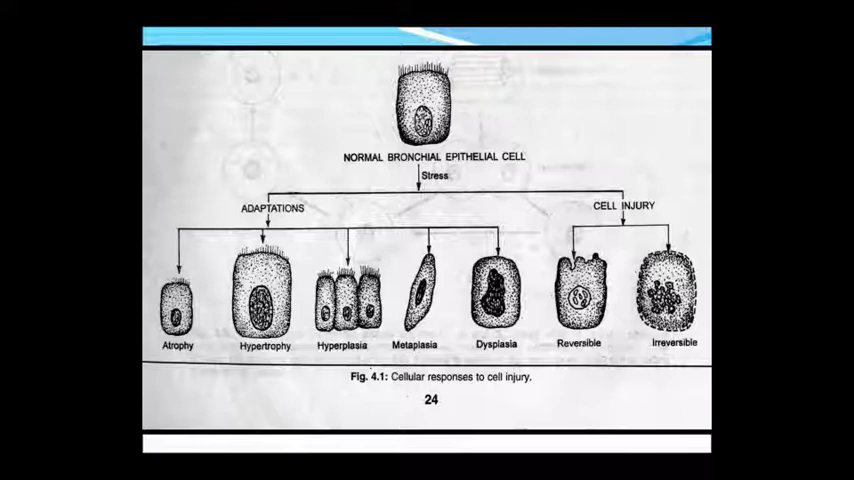 NORMAL BRONCHIAL EPITHELIAL CELL
Stress
ADAPTATIONS
CELL INJURY
Atrophy
Hypertrophy
Hyperplasia
Metaplasia
Dysplasia
Reversible
Irreversible
Fig. 4.1: Cellular responses to cell injury.
24